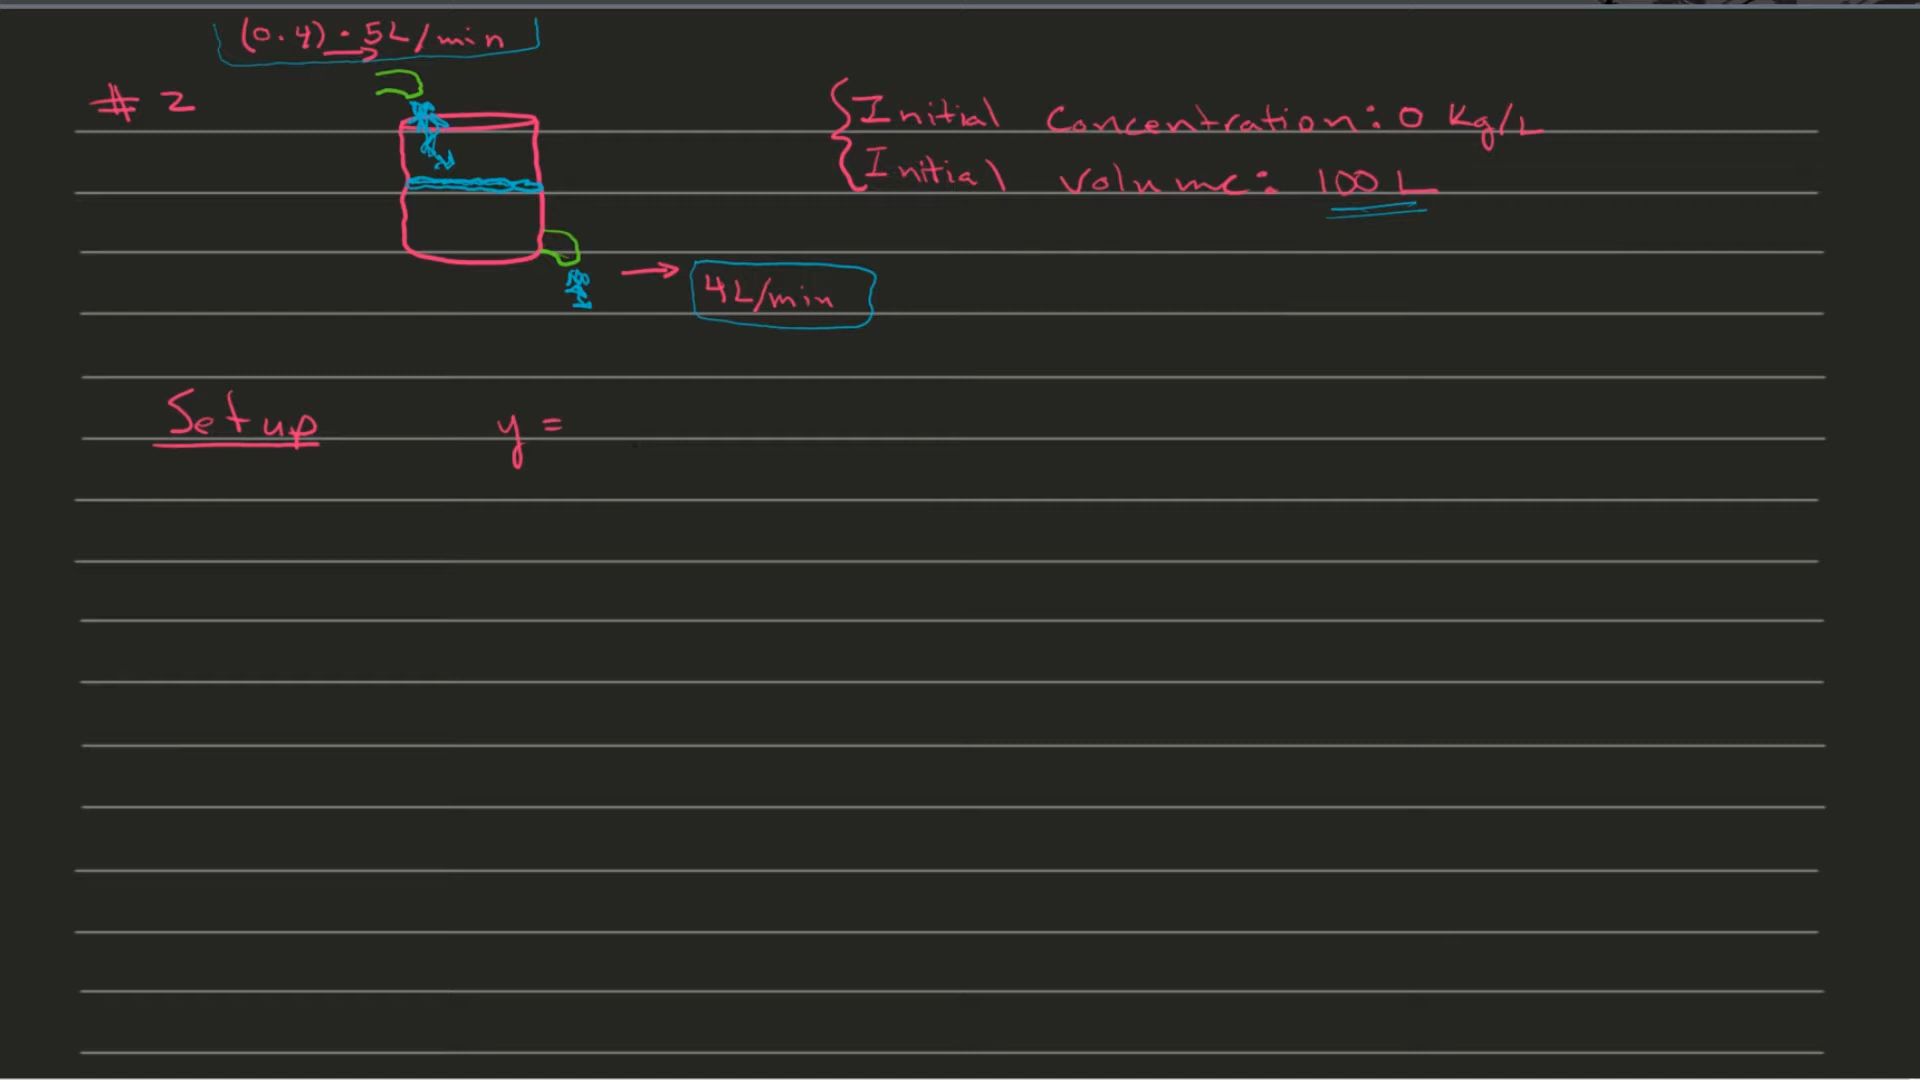 (0.4) · 5L/min
# 2
Initial Concentration: 0 Kg/L
Initial Volume: 100 L
4L/min
Setup y =